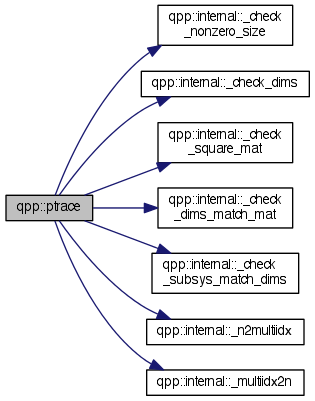 qpp::ptrace
qpp::internal::_check
_nonzero_size
qpp::internal::_check_dims
qpp::internal::_check
_square_mat
qpp::internal::_check
_dims_match_mat
qpp::internal::_check
_subsys_match_dims
qpp::internal::_n2multiidx
qpp::internal::_multiidx2n